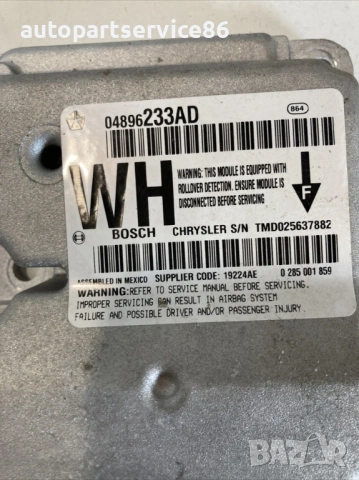 autopartservice86
04896233AD
864
WH
WARNING: THIS MODULE IS EQUIPPED WITH
ROLLOVER DETECTION. ENSURE MODULE IS
DISCONNECTED BEFORE SERVICING
F
BOSCH CHRYSLER S/N TMD025637882
ASSEMBLED IN MEXICO SUPPLIER CODE: 19224AE 0 285 001 859
WARNING:REFER TO SERVICE MANUAL BEFORE SERVICING.
IMPROPER SERVICING CAN RESULT IN AIRBAG SYSTEM
FAILURE AND POSSIBLE DRIVER AND/OR PASSENGER INJURY.
BAZAR
bg